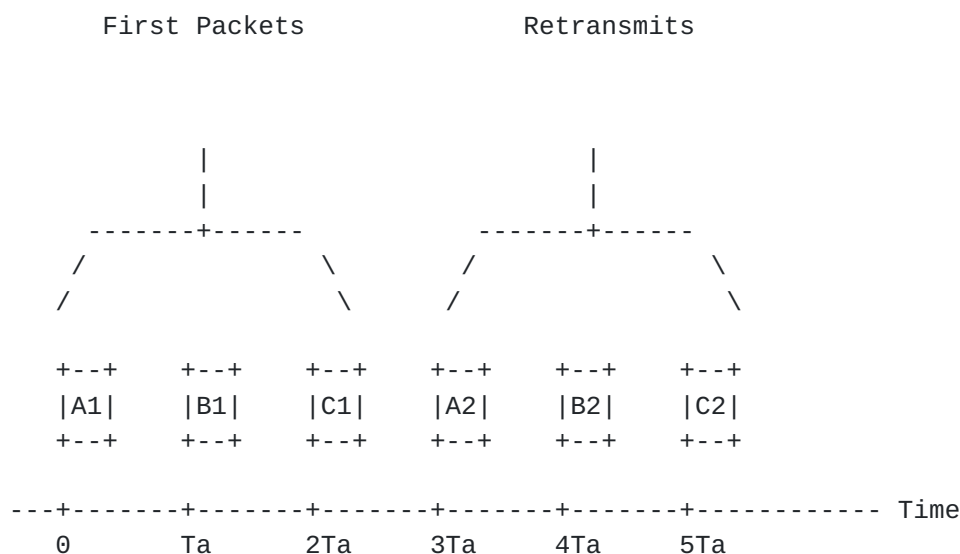 First Packets             Retransmits
            |                        |
            |                        |
     -------+------           -------+------
    /               \        /               \
   /                 \      /                 \
   +--+    +--+    +--+    +--+    +--+    +--+
   |A1|    |B1|    |C1|    |A2|    |B2|    |C2|
   +--+    +--+    +--+    +--+    +--+    +--+
---+-------+-------+-------+-------+-------+------------ Time
   0       Ta      2Ta     3Ta     4Ta     5Ta